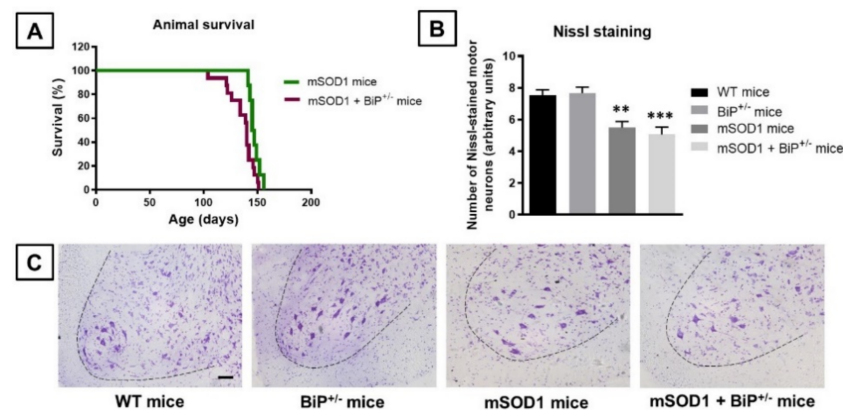 A
Animal survival
Survival (%)
120
100
80
60
40
20
0
0 50 100 150 200
Age (days)
mSOD1 mice
mSOD1 + BiP+/- mice
B
Nissl staining
Number of Nissl-stained motor
neurons (arbitrary units)
10
8
6
4
2
0
** ***
WT mice
BiP+/- mice
mSOD1 mice
mSOD1 + BiP+/- mice
C
WT mice BiP+/- mice mSOD1 mice mSOD1 + BiP+/- mice